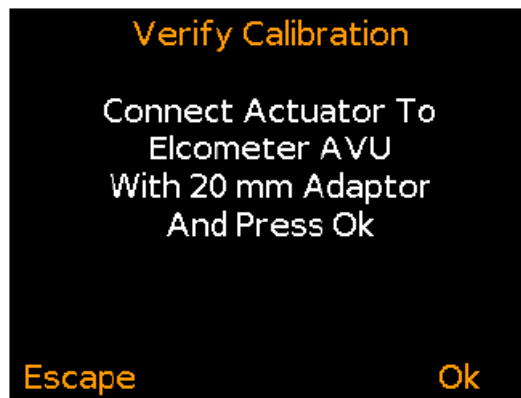 Verify Calibration
Connect Actuator To
Elcometer AVU
With 20 mm Adaptor
And Press Ok
Escape Ok